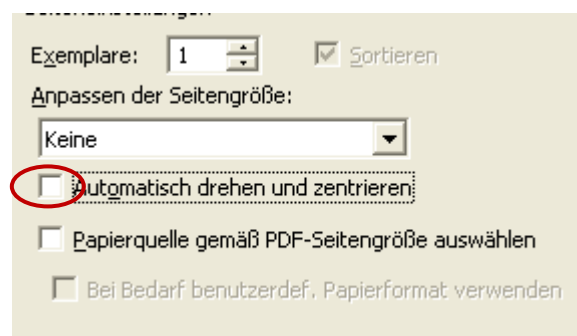 Seiteneinstellungen
Exemplare: 1 Sortieren
Anpassen der Seitengröße:
Keine
Automatisch drehen und zentrieren
Papierquelle gemäß PDF-Seitengröße auswählen
Bei Bedarf benutzerdef. Papierformat verwenden